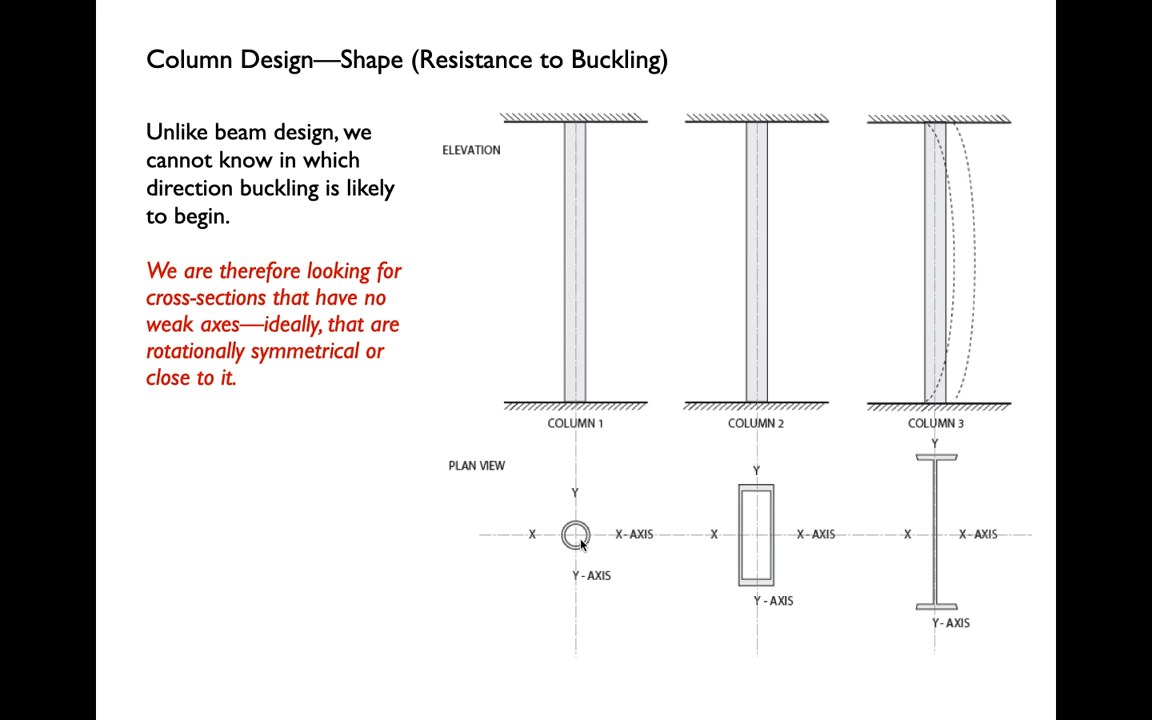 Column Design—Shape (Resistance to Buckling)
Unlike beam design, we
cannot know in which
direction buckling is likely
to begin.
We are therefore looking for
cross-sections that have no
weak axes—ideally, that are
rotationally symmetrical or
close to it.
ELEVATION
COLUMN 1
COLUMN 2
COLUMN 3
PLAN VIEW
Y
X
X-AXIS
Y-AXIS
Y
X
X-AXIS
Y-AXIS
Y
X
X-AXIS
Y-AXIS